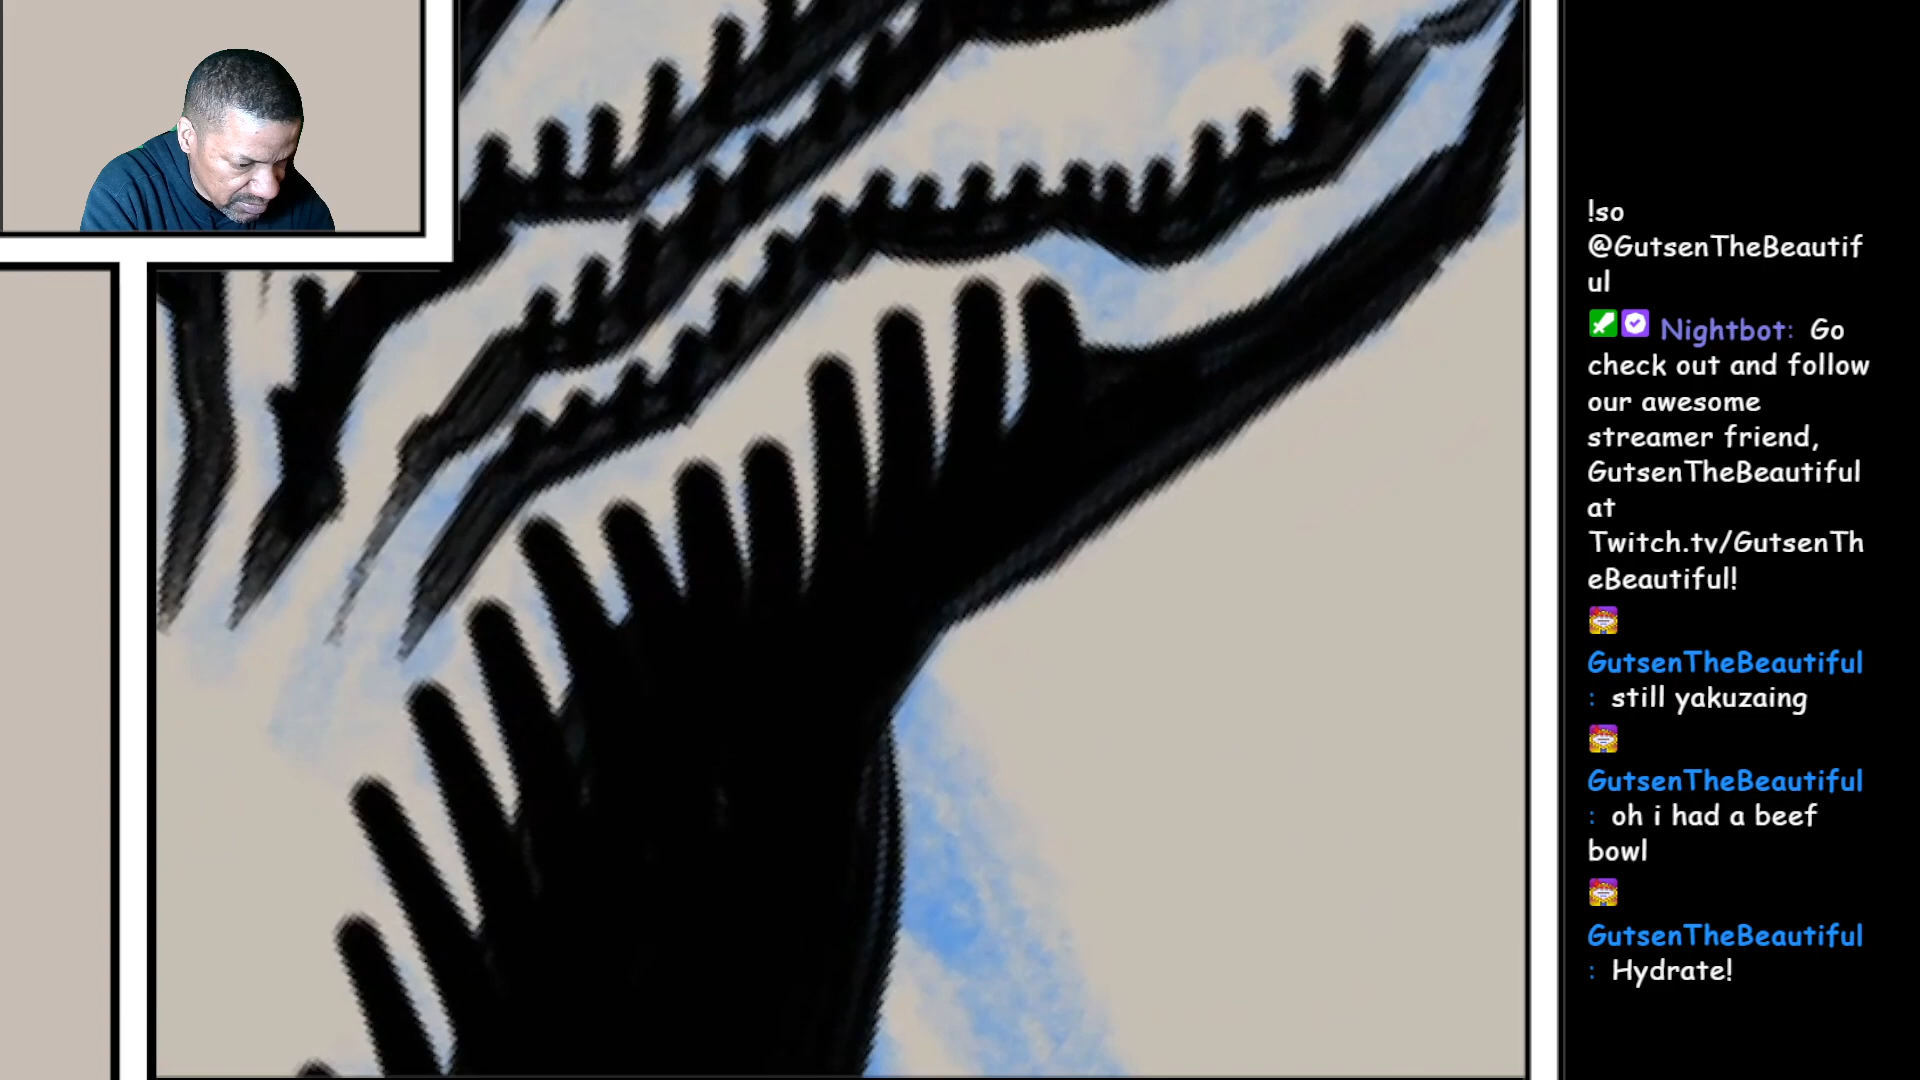 !so
@GutsenTheBeautif
ul
Nightbot: Go
check out and follow
our awesome
streamer friend,
GutsenTheBeautiful
at
Twitch.tv/GutsenTh
eBeautiful!
GutsenTheBeautiful
: still yakuzaing
GutsenTheBeautiful
: oh i had a beef
bowl
GutsenTheBeautiful
: Hydrate!